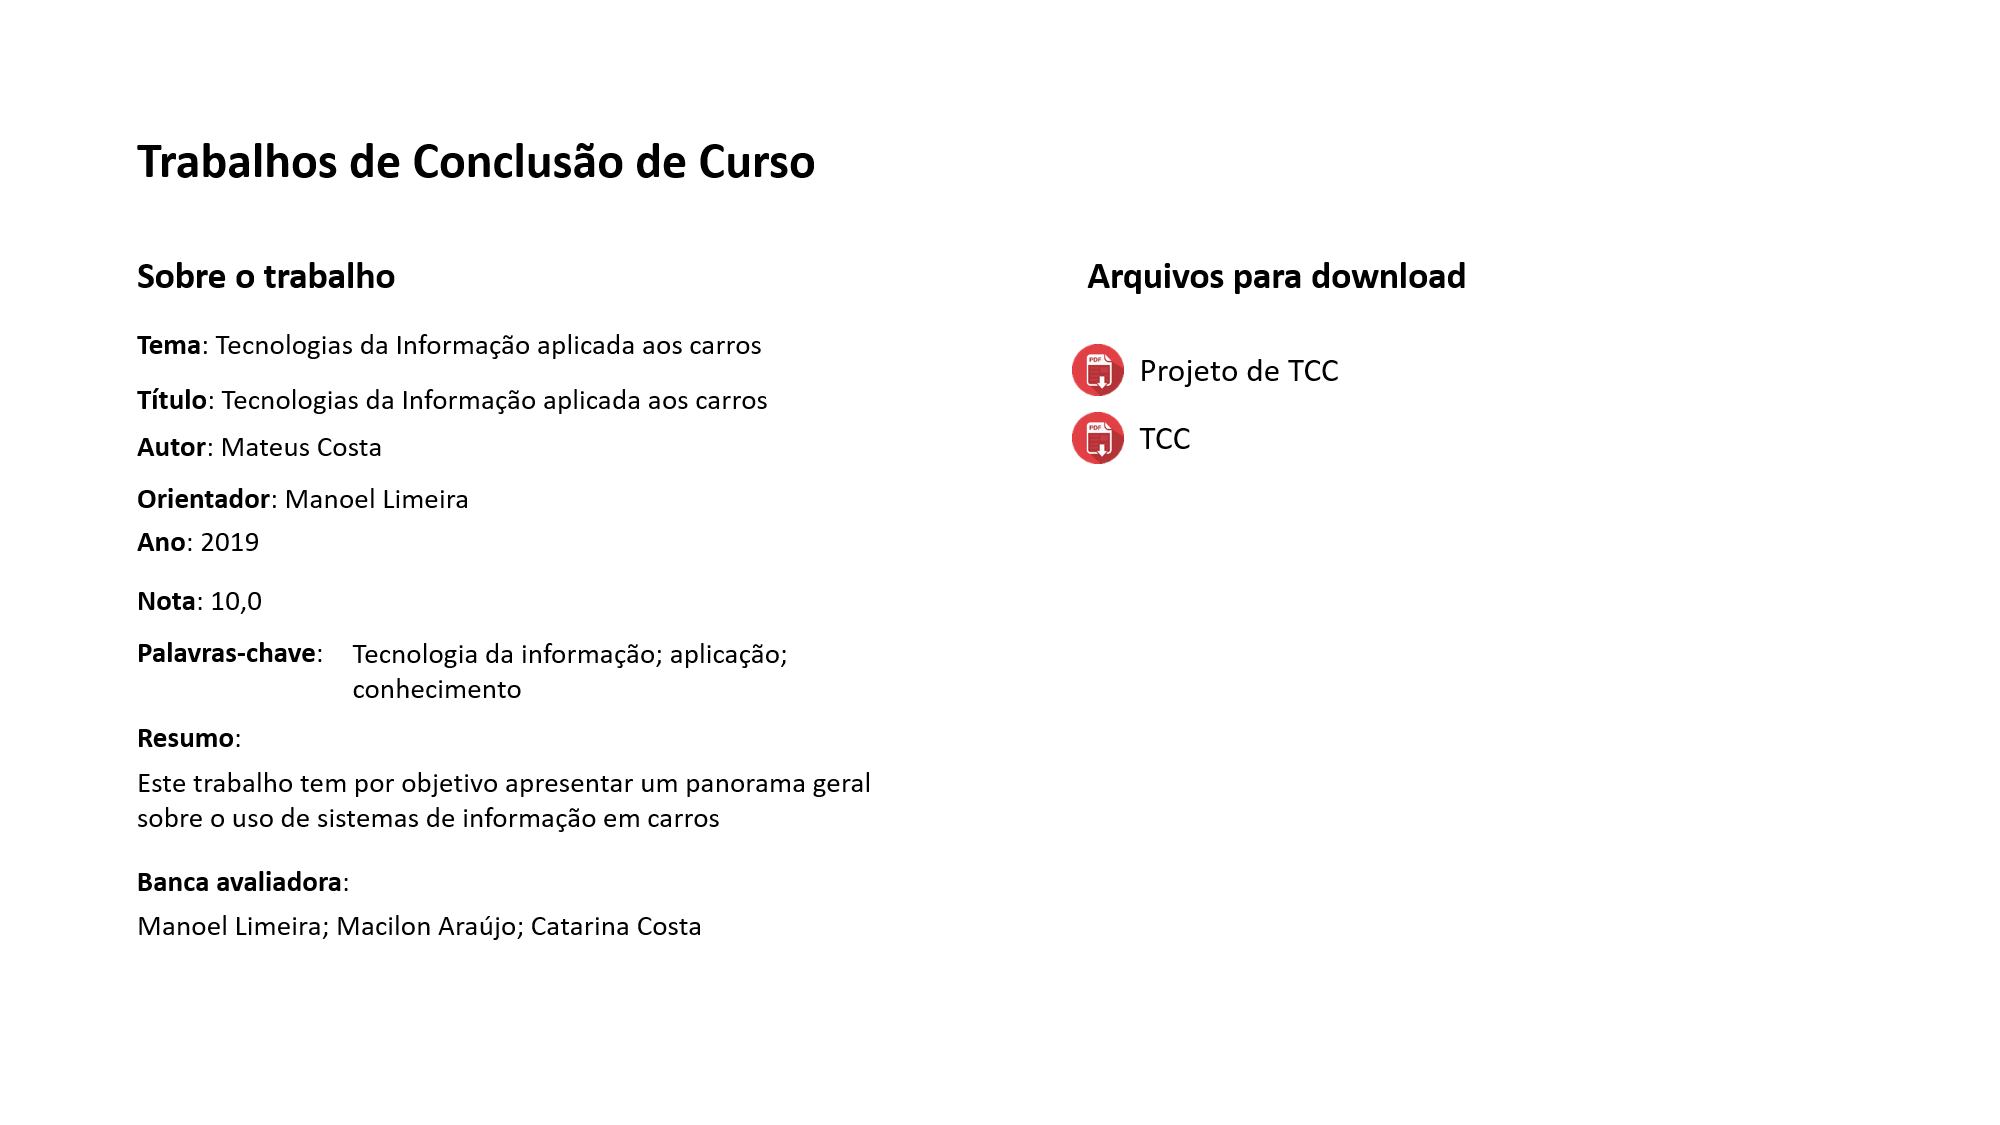 Trabalhos de Conclusão de Curso
Sobre o trabalho
Tema: Tecnologias da Informação aplicada aos carros
Título: Tecnologias da Informação aplicada aos carros
Autor: Mateus Costa
Orientador: Manoel Limeira
Ano: 2019
Nota: 10,0
Palavras-chave: Tecnologia da informação; aplicação;
conhecimento
Resumo:
Este trabalho tem por objetivo apresentar um panorama geral
sobre o uso de sistemas de informação em carros
Banca avaliadora:
Manoel Limeira; Macilon Araújo; Catarina Costa
Arquivos para download
PDF
Projeto de TCC
PDF
TCC